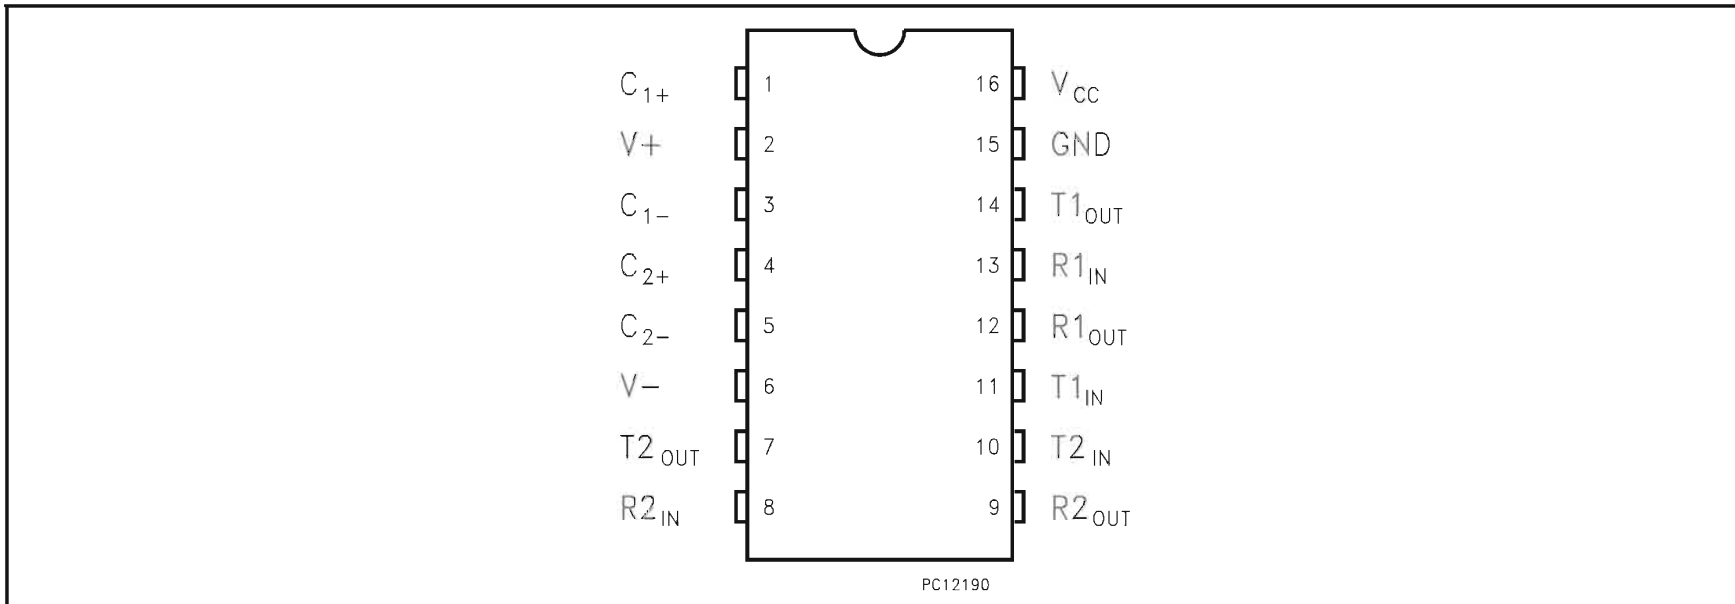 C1+ 1 16 VCC
V+ 2 15 GND
C1− 3 14 T1OUT
C2+ 4 13 R1IN
C2− 5 12 R1OUT
V− 6 11 T1IN
T2OUT 7 10 T2IN
R2IN 8 9 R2OUT
PC12190